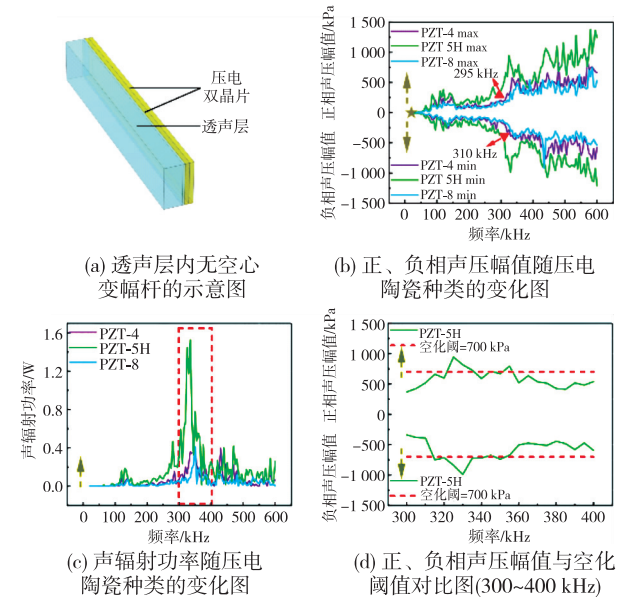 压电
双晶片
透声层
(a) 透声层内无空心
变幅杆的示意图
负相声压幅值 正相声压幅值/kPa
1 500
1 000
500
0
−500
−1 000
−1 500
PZT-4 max
PZT 5H max
PZT-8 max
295 kHz
310 kHz
PZT-4 min
PZT 5H min
PZT-8 min
0 100 200 300 400 500 600
频率/kHz
(b) 正、负相声压幅值随压电
陶瓷种类的变化图
声辐射功率/W
1.6
1.2
0.8
0.4
0.0
PZT-4
PZT-5H
PZT-8
0 200 400 600
频率/kHz
(c) 声辐射功率随压电
陶瓷种类的变化图
负相声压幅值 正相声压幅值/kPa
1 500
1 000
500
0
−500
−1 000
−1 500
PZT-5H
空化阈=700 kPa
PZT-5H
空化阈=700 kPa
300 320 340 360 380 400
频率/kHz
(d) 正、负相声压幅值与空化
阈值对比图(300~400 kHz)